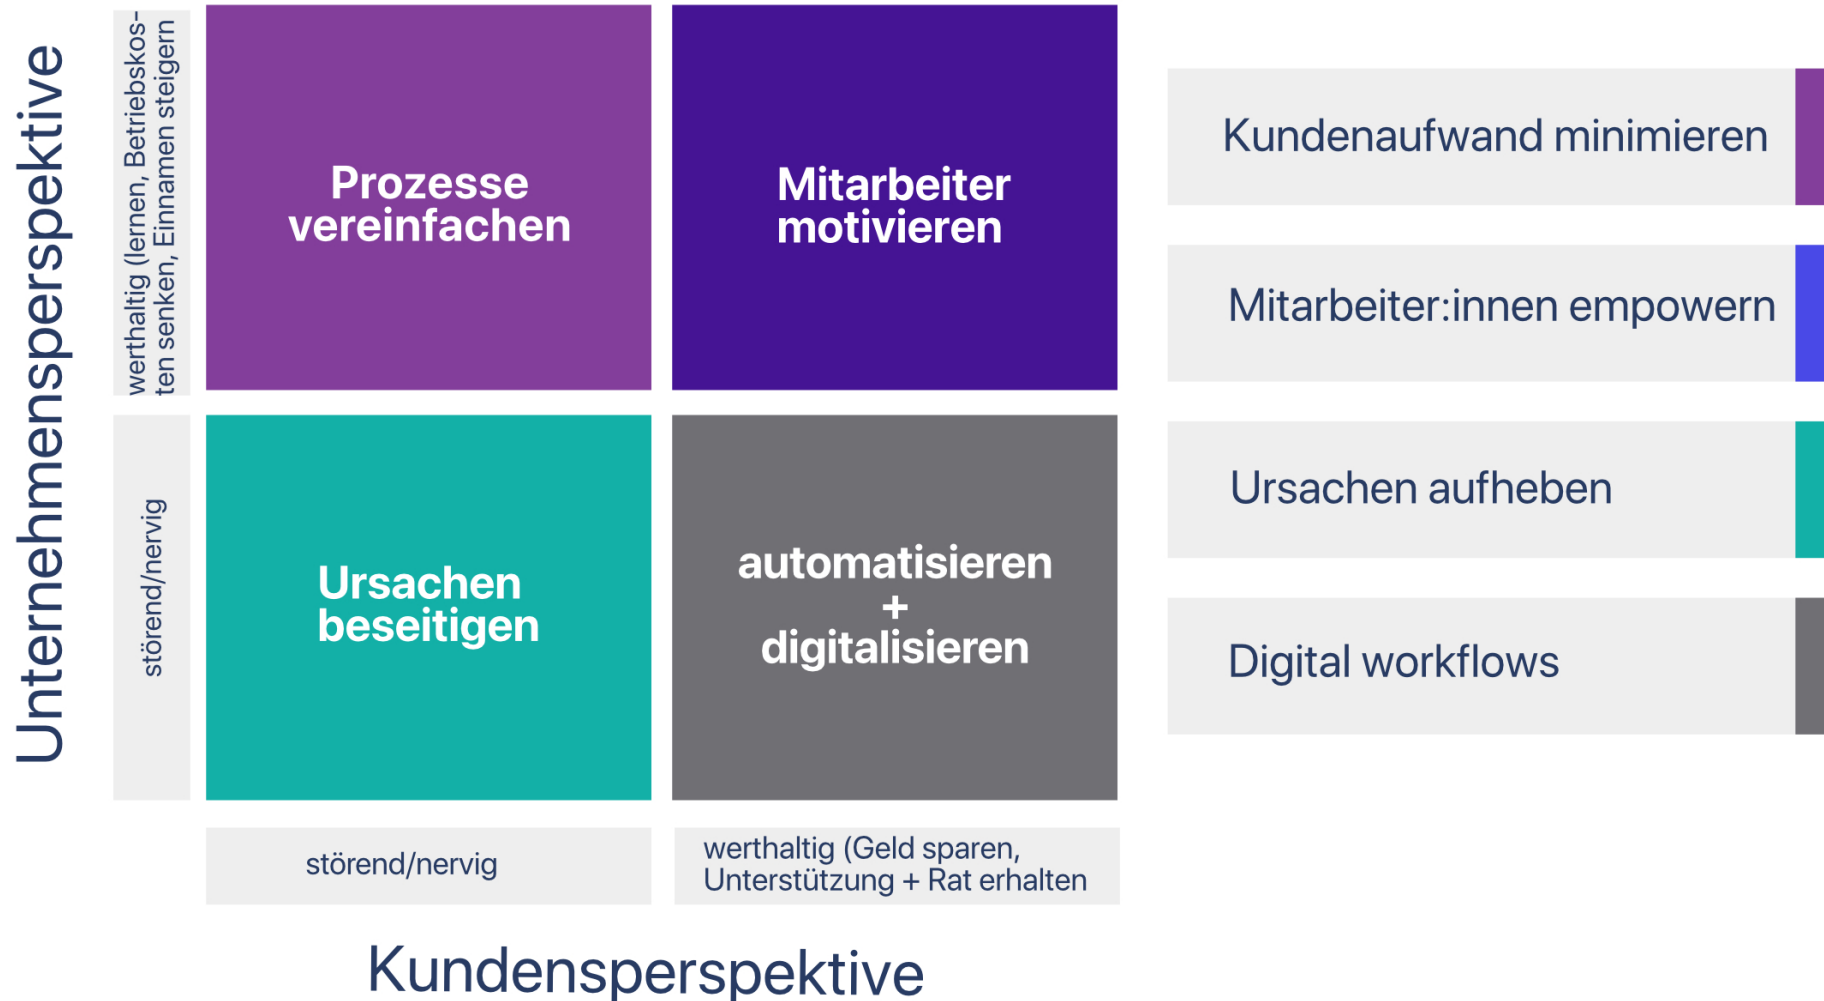 Unternehmensperspektive
werthaltig (lernen, Betriebskos-
ten senken, Einnamen steigern
störend/nervig
Prozesse
vereinfachen
Mitarbeiter
motivieren
Ursachen
beseitigen
automatisieren
+
digitalisieren
störend/nervig
werthaltig (Geld sparen,
Unterstützung + Rat erhalten
Kundensperspektive
Kundenaufwand minimieren
Mitarbeiter:innen empowern
Ursachen aufheben
Digital workflows